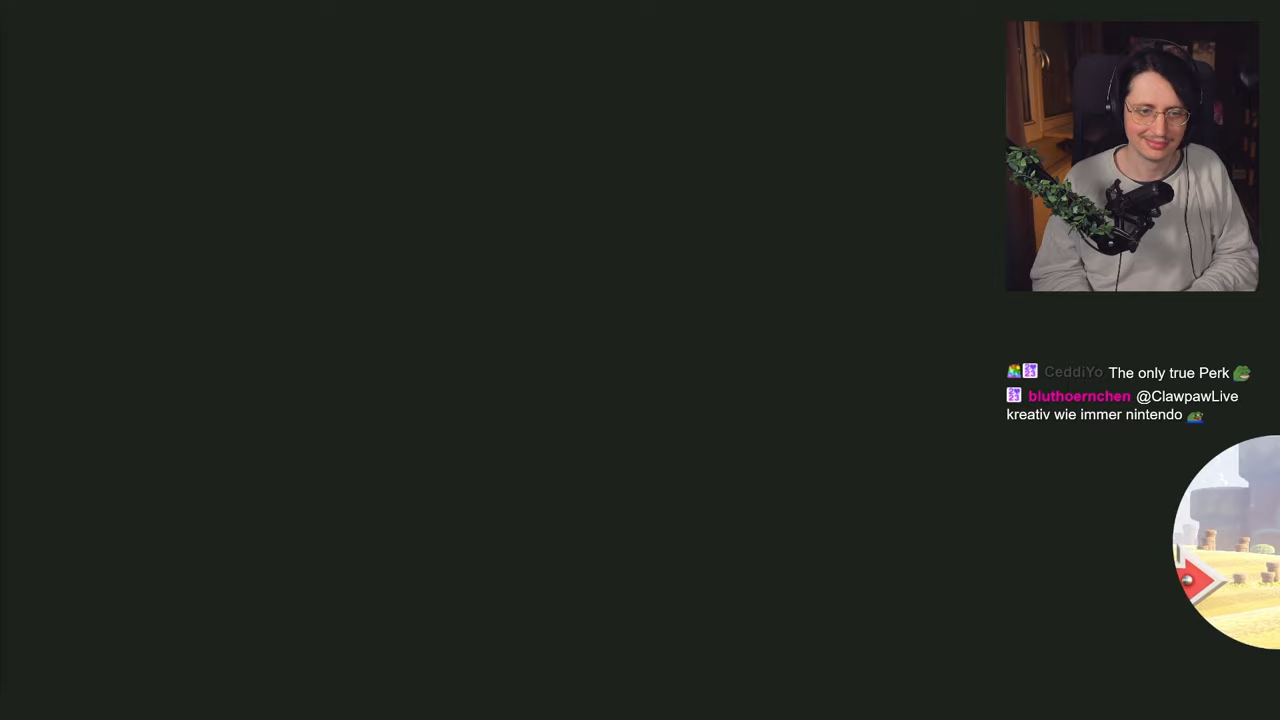 CeddiYo The only true Perk
bluthoernchen @ClawpawLive
kreativ wie immer nintendo